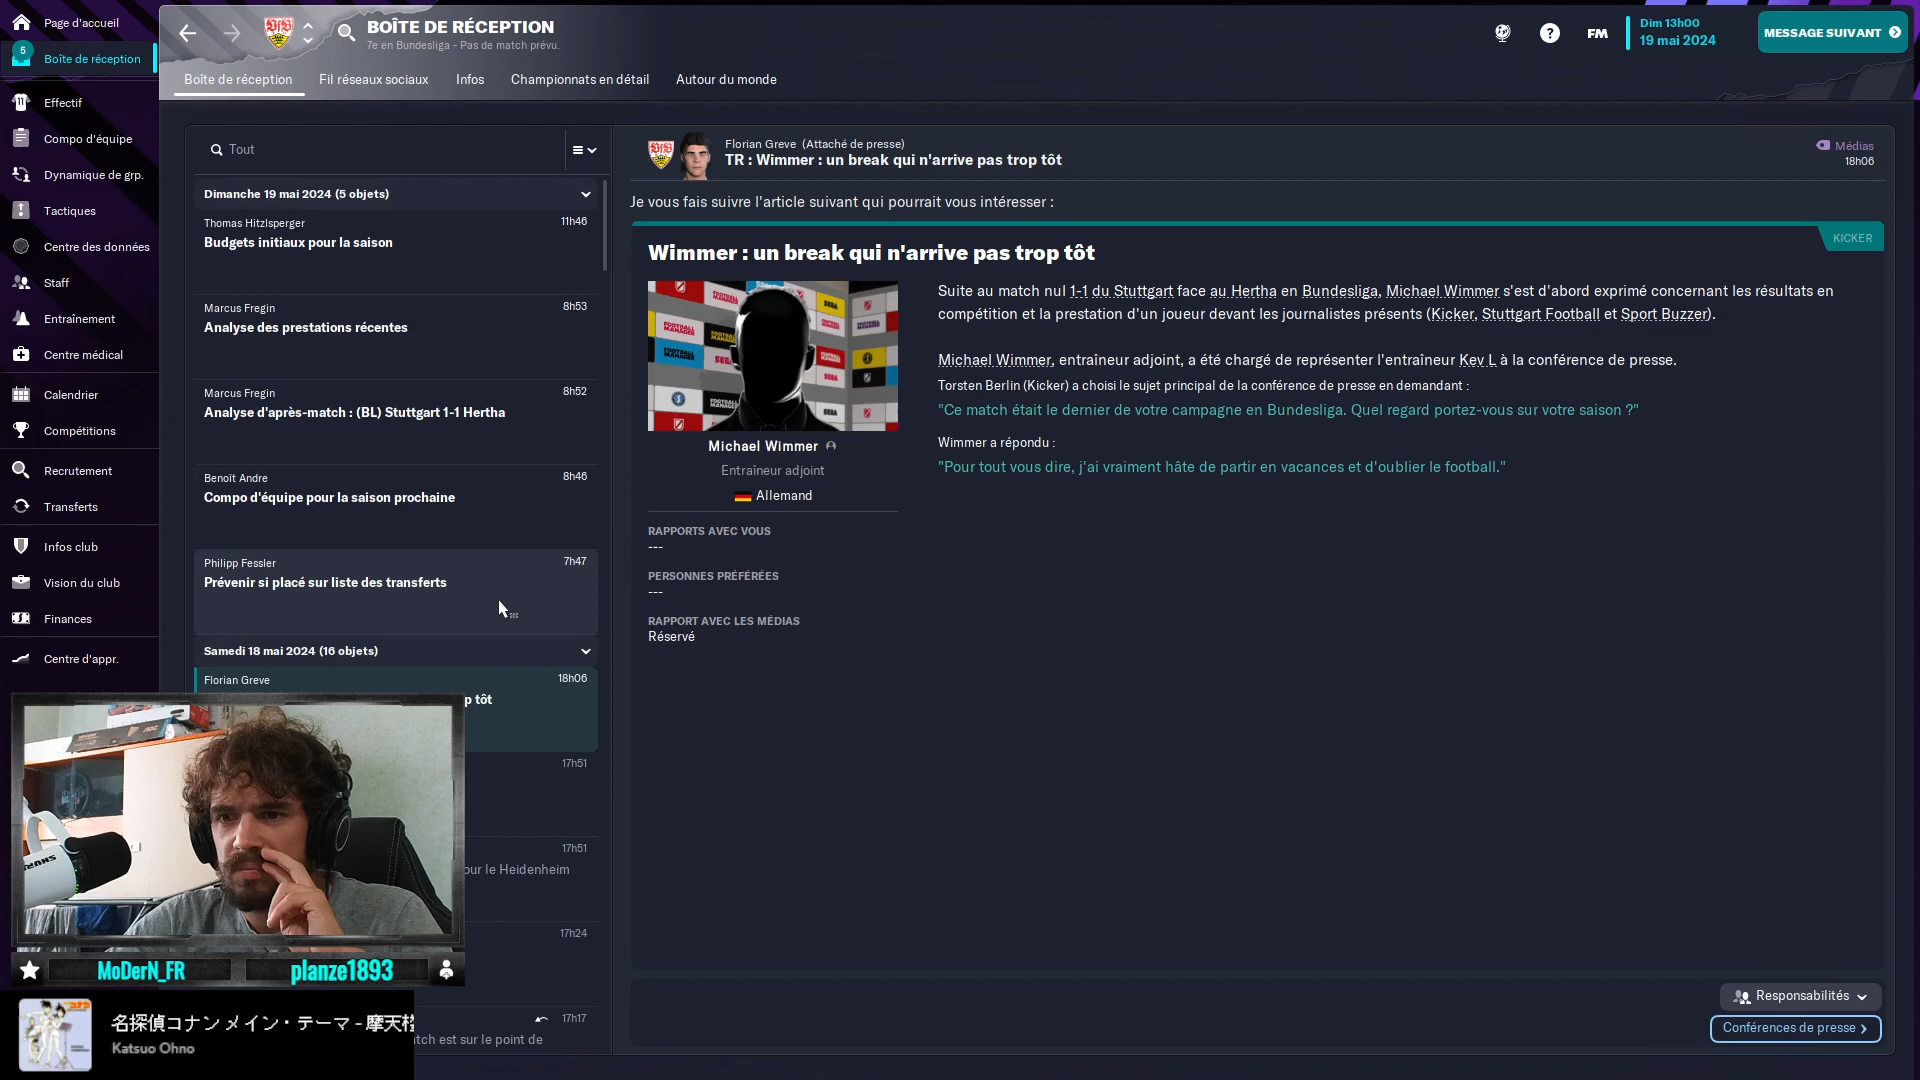 Page d'accueil
5
Boîte de réception
Effectif
Compo d'équipe
Dynamique de grp.
Tactiques
Centre des données
Staff
Entraînement
Centre médical
Calendrier
Compétitions
Recrutement
Transferts
Infos club
Vision du club
Finances
Centre d'appr.
BOÎTE DE RÉCEPTION
7e en Bundesliga - Pas de match prévu.
FM
Dim 13h00
19 mai 2024
MESSAGE SUIVANT
Boîte de réception
Fil réseaux sociaux
Infos
Championnats en détail
Autour du monde
Tout
Dimanche 19 mai 2024 (5 objets)
Thomas Hitzlsperger
11h46
Budgets initiaux pour la saison
Marcus Fregin
8h53
Analyse des prestations récentes
Marcus Fregin
8h52
Analyse d'après-match : (BL) Stuttgart 1-1 Hertha
Benoit Andre
8h46
Compo d'équipe pour la saison prochaine
Philipp Fessler
7h47
Prévenir si placé sur liste des transferts
Samedi 18 mai 2024 (16 objets)
Florian Greve
18h06
p tôt
17h51
17h51
our le Heidenheim
17h24
17h17
atch est sur le point de
Florian Greve (Attaché de presse)
TR : Wimmer : un break qui n'arrive pas trop tôt
Médias
18h06
Je vous fais suivre l'article suivant qui pourrait vous intéresser :
KICKER
Wimmer : un break qui n'arrive pas trop tôt
Suite au match nul 1-1 du Stuttgart face au Hertha en Bundesliga, Michael Wimmer s'est d'abord exprimé concernant les résultats en
compétition et la prestation d'un joueur devant les journalistes présents (Kicker, Stuttgart Football et Sport Buzzer).
Michael Wimmer, entraîneur adjoint, a été chargé de représenter l'entraîneur Kev L à la conférence de presse.
Torsten Berlin (Kicker) a choisi le sujet principal de la conférence de presse en demandant :
"Ce match était le dernier de votre campagne en Bundesliga. Quel regard portez-vous sur votre saison ?"
Wimmer a répondu :
"Pour tout vous dire, j'ai vraiment hâte de partir en vacances et d'oublier le football."
Michael Wimmer
Entraîneur adjoint
Allemand
RAPPORTS AVEC VOUS
---
PERSONNES PRÉFÉRÉES
---
RAPPORT AVEC LES MÉDIAS
Réservé
Responsabilités
Conférences de presse
MoDerN_FR
planze1893
名探偵コナン メイン・テーマ - 摩天楼
Katsuo Ohno